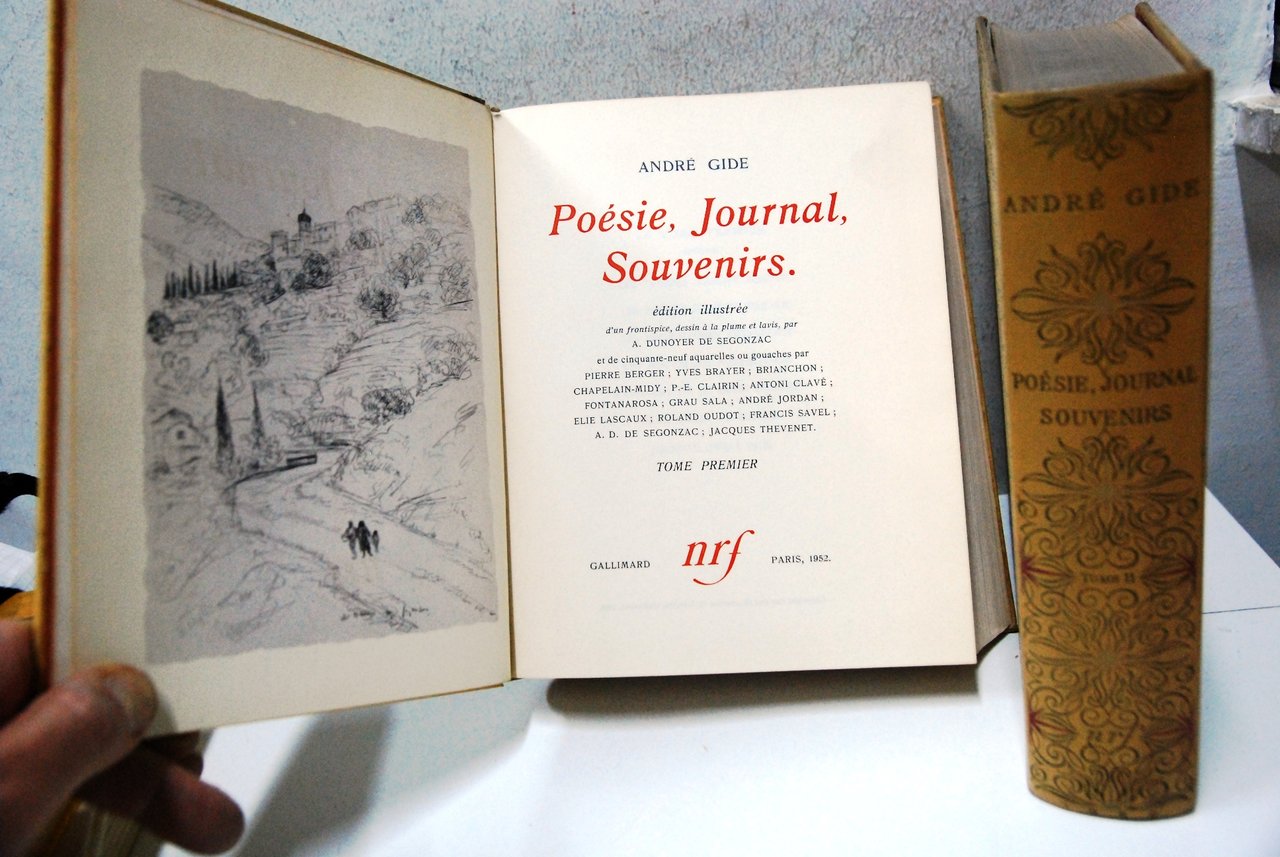 ANDRÉ GIDE
Poésie, Journal,
Souvenirs.
édition illustrée
d'un frontispice, dessin à la plume et lavis, par
A. DUNOYER DE SEGONZAC
et de cinquante-neuf aquarelles ou gouaches par
PIERRE BERGER ; YVES BRAYER ; BRIANCHON ;
CHAPELAIN-MIDY ; P.-E. CLAIRIN ; ANTONI CLAVÉ ;
FONTANAROSA ; GRAU SALA ; ANDRÉ JORDAN ;
ELIE LASCAUX ; ROLAND OUDOT ; FRANCIS SAVEL ;
A. D. DE SEGONZAC ; JACQUES THEVENET.
TOME PREMIER
GALLIMARD nrf PARIS, 1952.
ANDRÉ GIDE
POÉSIE, JOURNAL
SOUVENIRS
TOME II
nrf